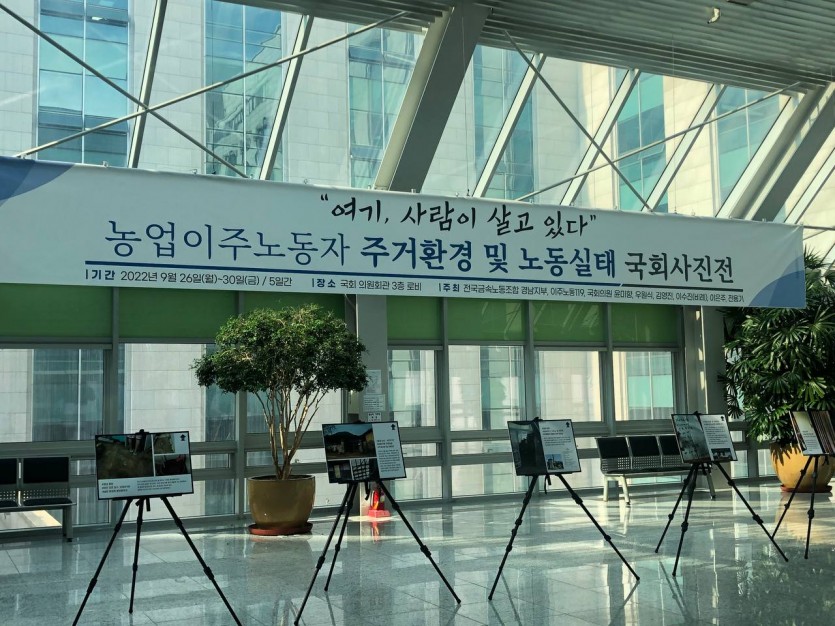 “여기, 사람이 살고 있다”
농업이주노동자 주거환경 및 노동실태 국회사진전
| 기간 2022년 9월 26일(월)~30일(금) / 5일간 | 장소 국회 의원회관 3층 로비 | 주최 전국금속노동조합 경남지부, 이주노동119, 국회의원 윤미향, 우원식, 김영진, 이수진(비례), 이은주, 전용기